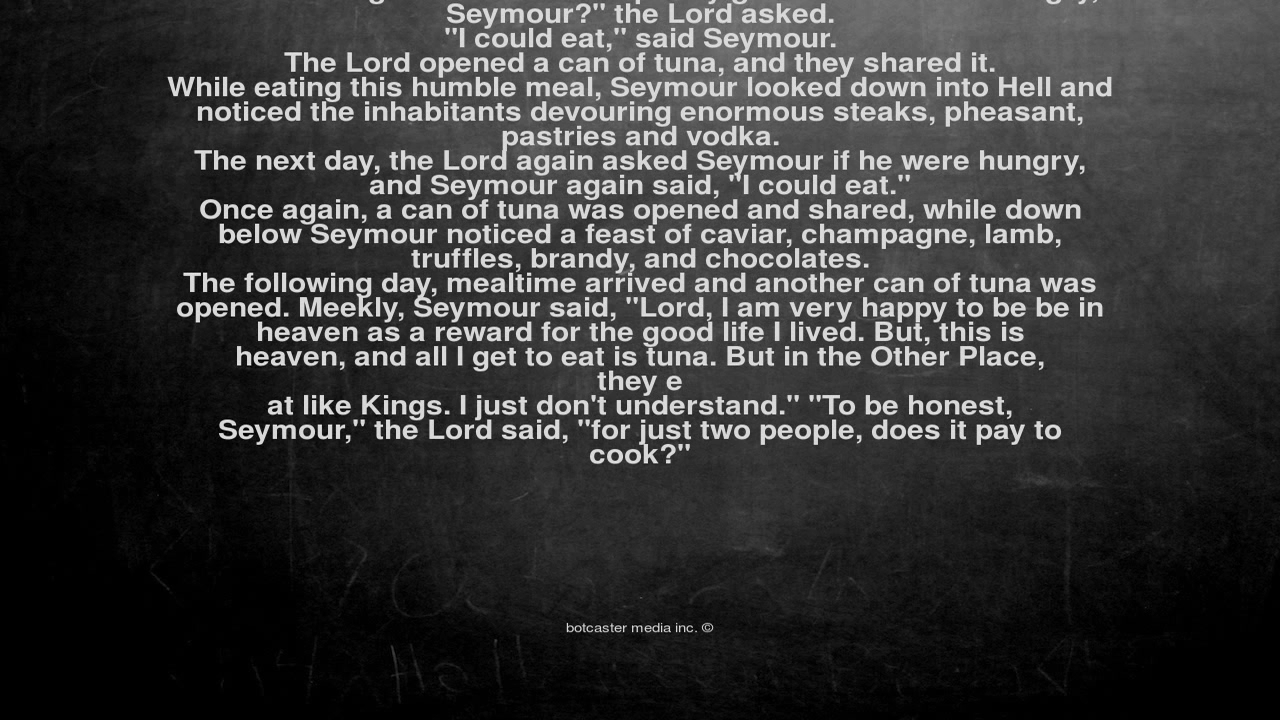 Seymour?" the Lord asked.
"I could eat," said Seymour.
The Lord opened a can of tuna, and they shared it.
While eating this humble meal, Seymour looked down into Hell and
noticed the inhabitants devouring enormous steaks, pheasant,
pastries and vodka.
The next day, the Lord again asked Seymour if he were hungry,
and Seymour again said, "I could eat."
Once again, a can of tuna was opened and shared, while down
below Seymour noticed a feast of caviar, champagne, lamb,
truffles, brandy, and chocolates.
The following day, mealtime arrived and another can of tuna was
opened. Meekly, Seymour said, "Lord, I am very happy to be be in
heaven as a reward for the good life I lived. But, this is
heaven, and all I get to eat is tuna. But in the Other Place,
they e
at like Kings. I just don't understand." "To be honest,
Seymour," the Lord said, "for just two people, does it pay to
cook?"
botcaster media inc. ©